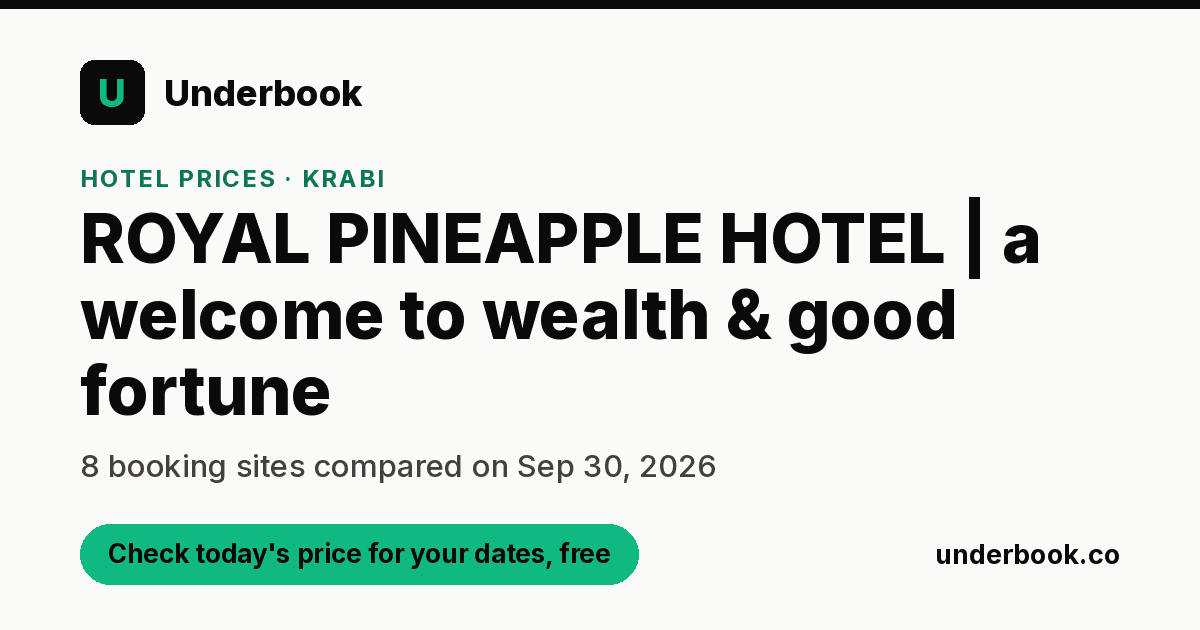 U Underbook
HOTEL PRICES · KRABI
ROYAL PINEAPPLE HOTEL | a
welcome to wealth & good
fortune
8 booking sites compared on Sep 30, 2026
Check today's price for your dates, free
underbook.co